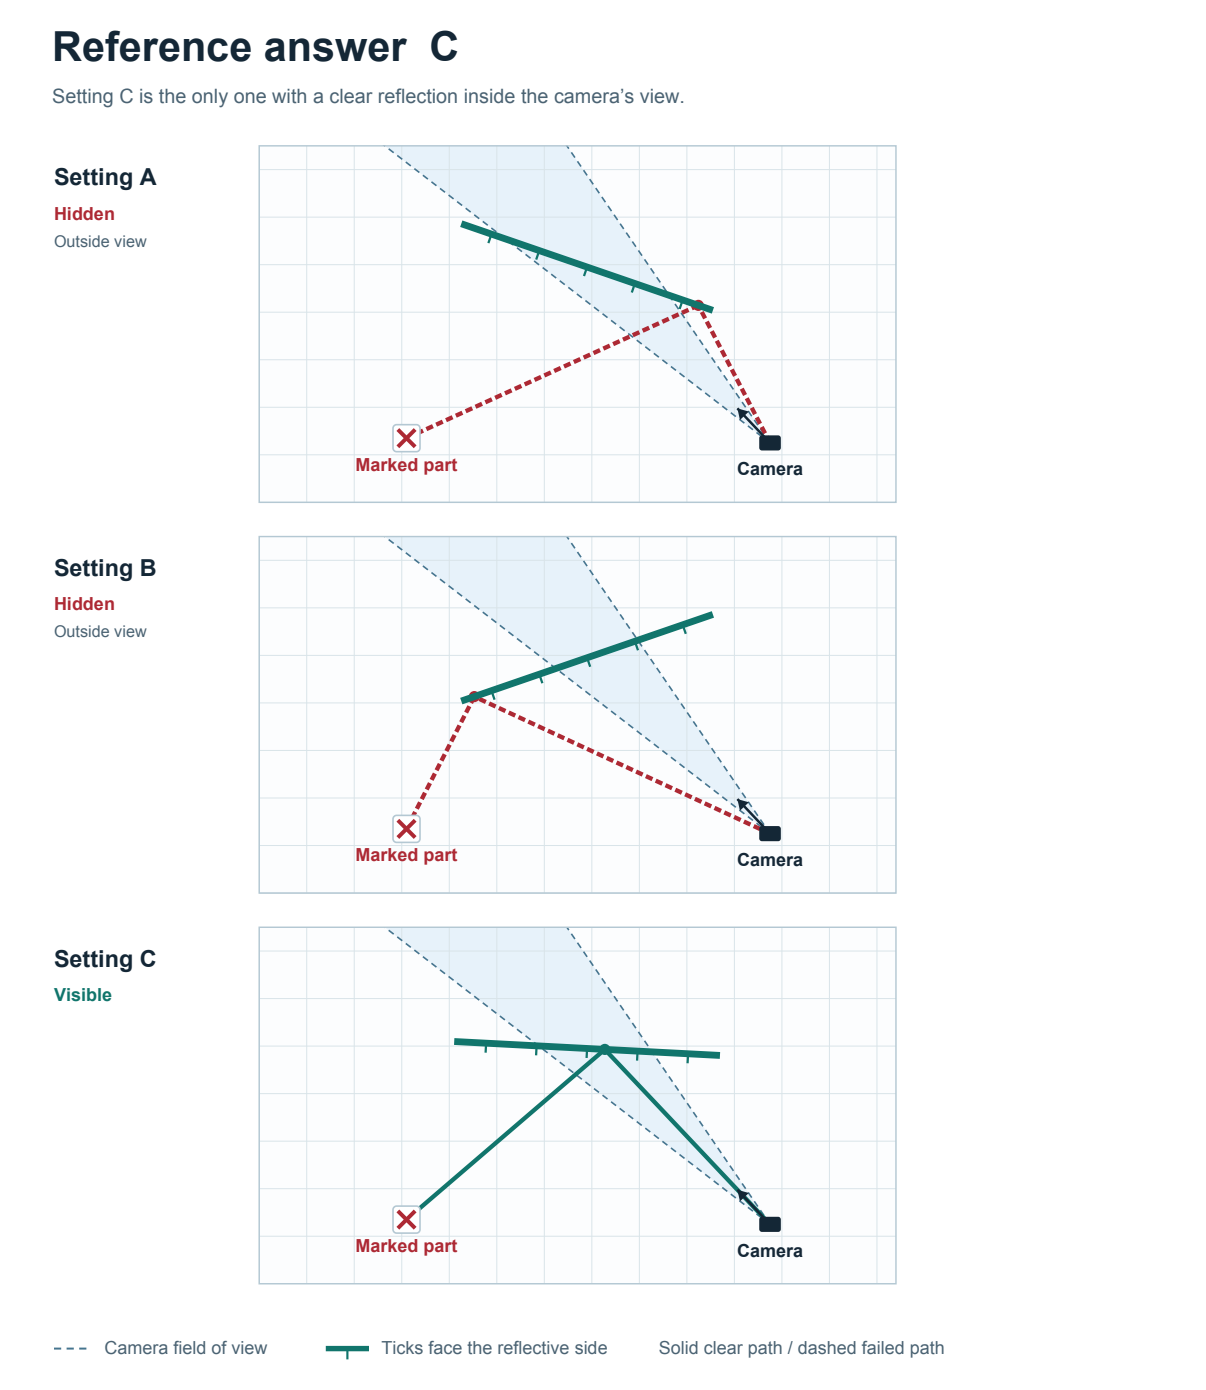 Reference answer  C
Setting C is the only one with a clear reflection inside the camera’s view.
Setting A
Hidden
Outside view
Marked part
Camera
Setting B
Hidden
Outside view
Marked part
Camera
Setting C
Visible
Marked part
Camera
Camera field of view
Ticks face the reflective side
Solid clear path / dashed failed path